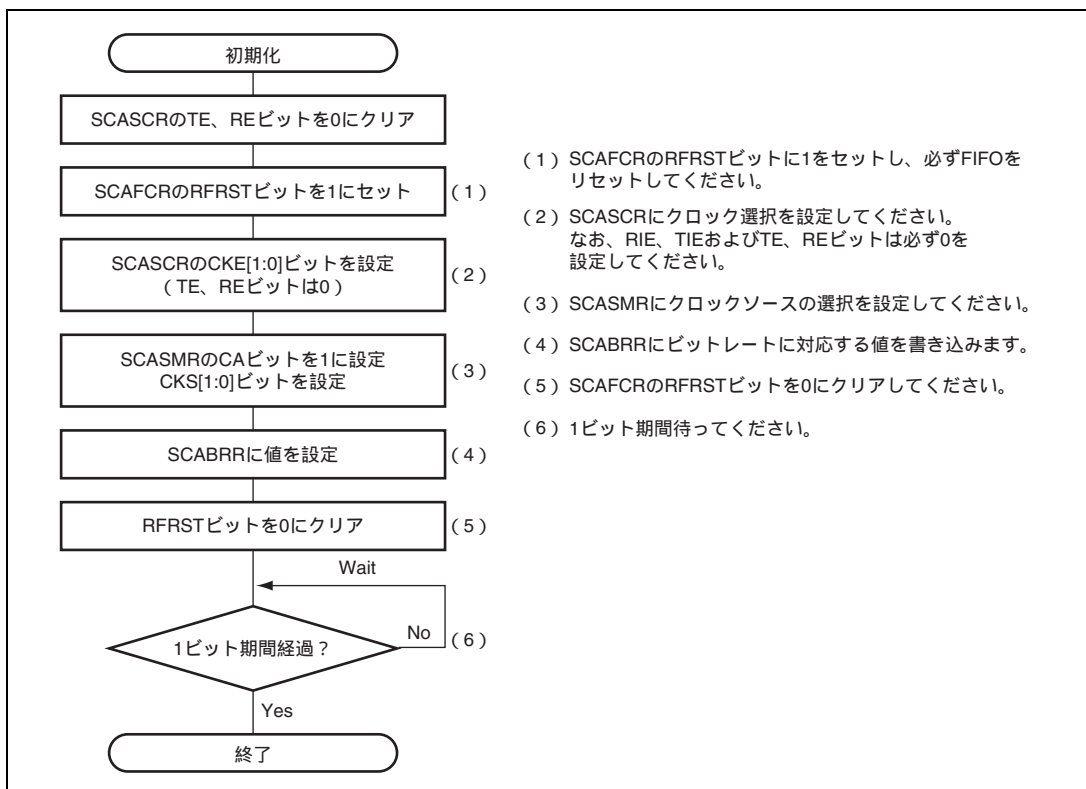 初期化
SCASCRのTE、REビットを0にクリア
SCAFCRのRFRSTビットを1にセット
（1）
SCASCRのCKE[1:0]ビットを設定
（TE、REビットは0）
（2）
SCASMRのCAビットを1に設定
CKS[1:0]ビットを設定
（3）
SCABRRに値を設定
（4）
RFRSTビットを0にクリア
（5）
Wait
1ビット期間経過？
No
（6）
Yes
終了
（1）SCAFCRのRFRSTビットに1をセットし、必ずFIFOを
リセットしてください。
（2）SCASCRにクロック選択を設定してください。
なお、RIE、TIEおよびTE、REビットは必ず0を
設定してください。
（3）SCASMRにクロックソースの選択を設定してください。
（4）SCABRRにビットレートに対応する値を書き込みます。
（5）SCAFCRのRFRSTビットを0にクリアしてください。
（6）1ビット期間待ってください。